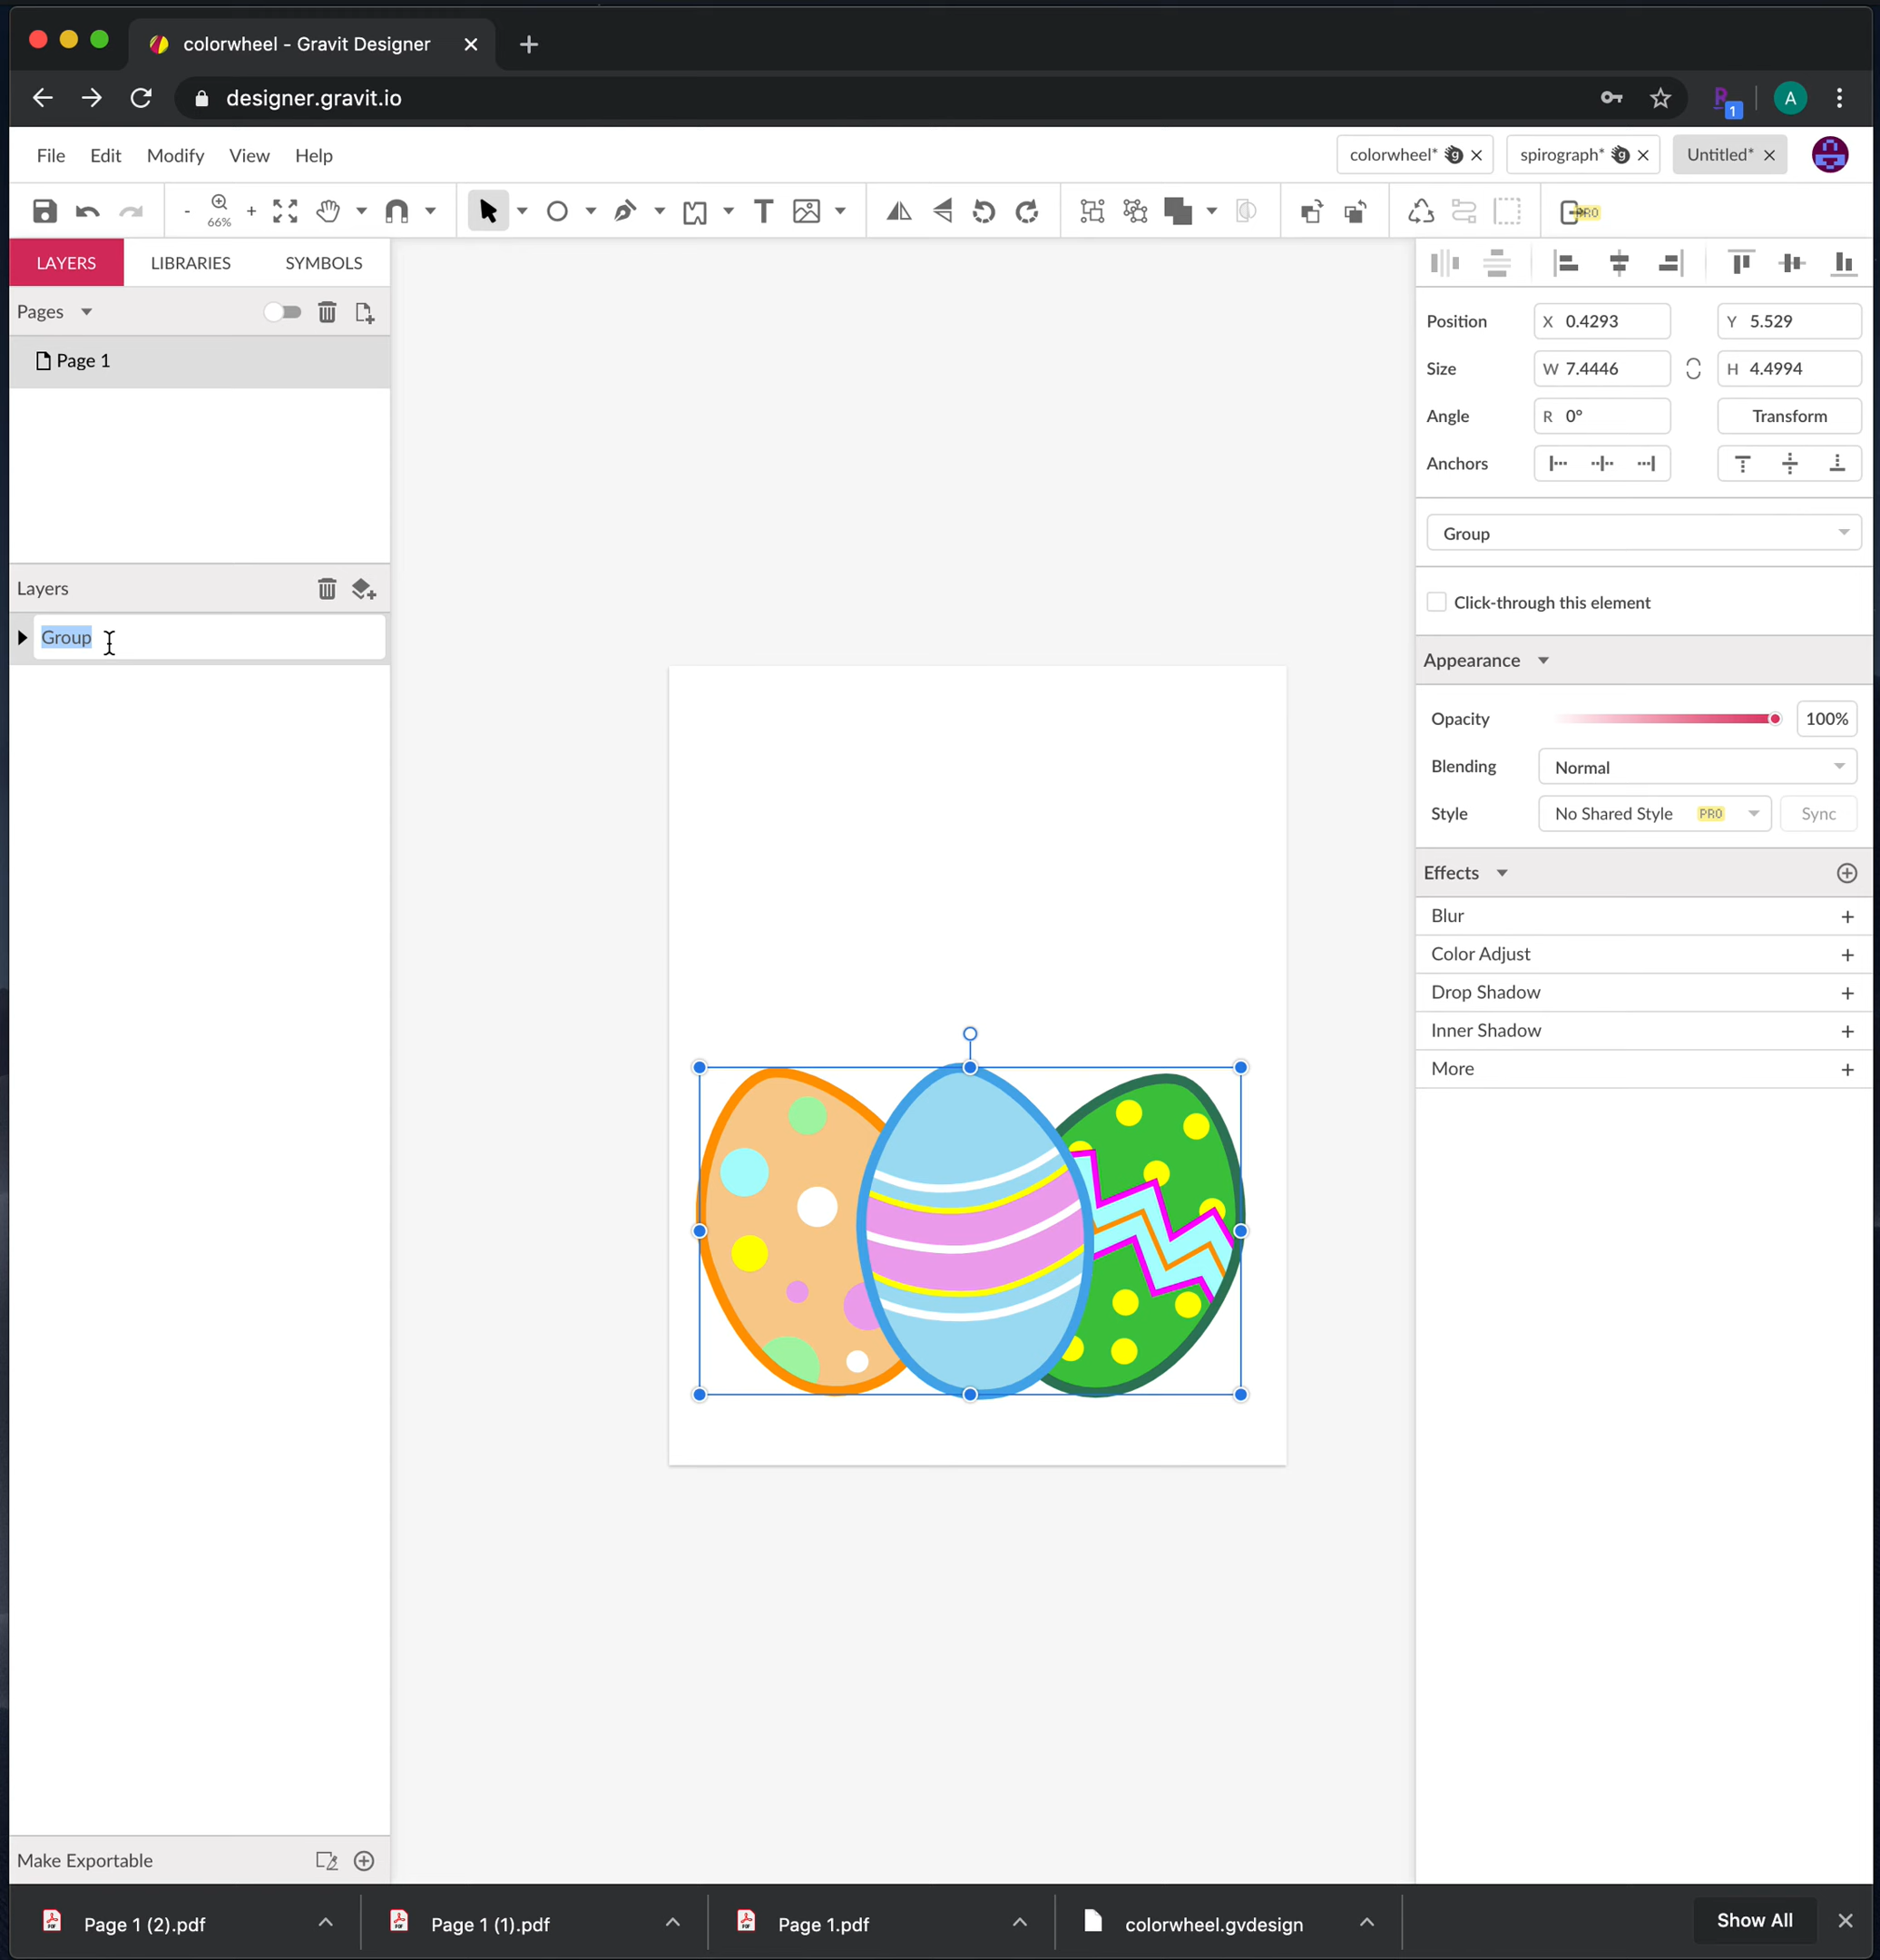 colorwheel - Gravit Designer
designer.gravit.io
1
A
File Edit Modify View Help
colorwheel* spirograph* Untitled*
- 66% +
T
PRO
LAYERS LIBRARIES SYMBOLS
Pages
Page 1
Layers
Group
Position X 0.4293 Y 5.529
Size W 7.4446 H 4.4994
Angle R 0° Transform
Anchors
Group
Click-through this element
Appearance
Opacity 100%
Blending Normal
Style No Shared Style PRO Sync
Effects
Blur +
Color Adjust +
Drop Shadow +
Inner Shadow +
More +
Make Exportable
Page 1 (2).pdf Page 1 (1).pdf Page 1.pdf colorwheel.gvdesign Show All